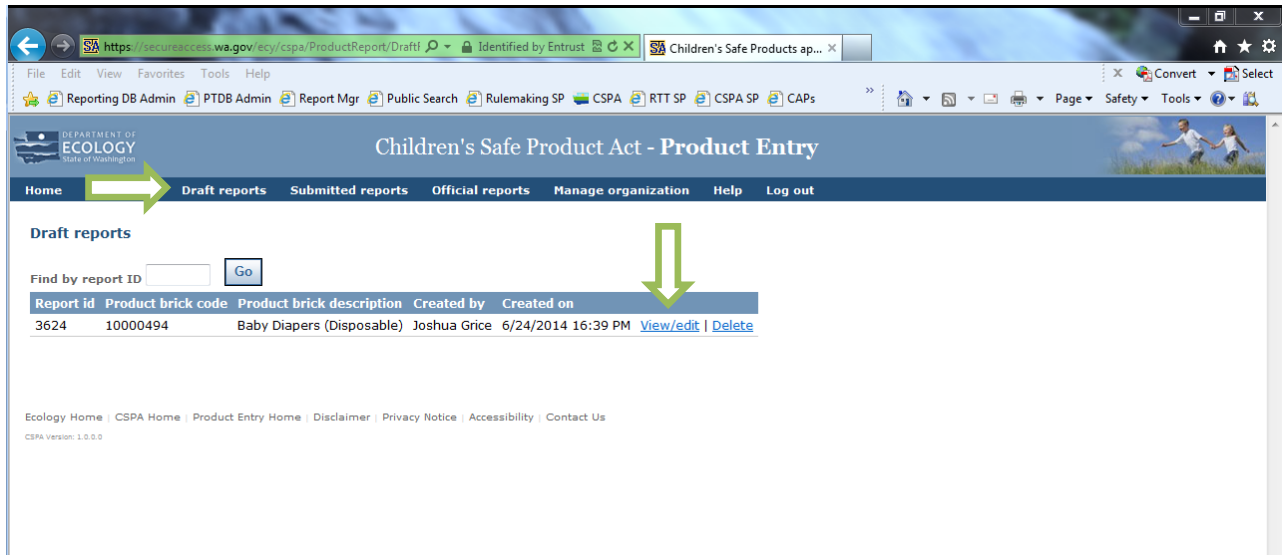 https://secureaccess.wa.gov/ecy/cspa/ProductReport/Draftf Identified by Entrust Children's Safe Products ap...
File Edit View Favorites Tools Help Convert Select
Reporting DB Admin PTDB Admin Report Mgr Public Search Rulemaking SP CSPA RTT SP CSPA SP CAPs » Page Safety Tools
DEPARTMENT OF
ECOLOGY
State of Washington
Children's Safe Product Act - Product Entry
Home Draft reports Submitted reports Official reports Manage organization Help Log out
Draft reports
Find by report ID Go
Report id Product brick code Product brick description Created by Created on
3624 10000494 Baby Diapers (Disposable) Joshua Grice 6/24/2014 16:39 PM View/edit | Delete
Ecology Home | CSPA Home | Product Entry Home | Disclaimer | Privacy Notice | Accessibility | Contact Us
CSPA Version: 1.0.0.0